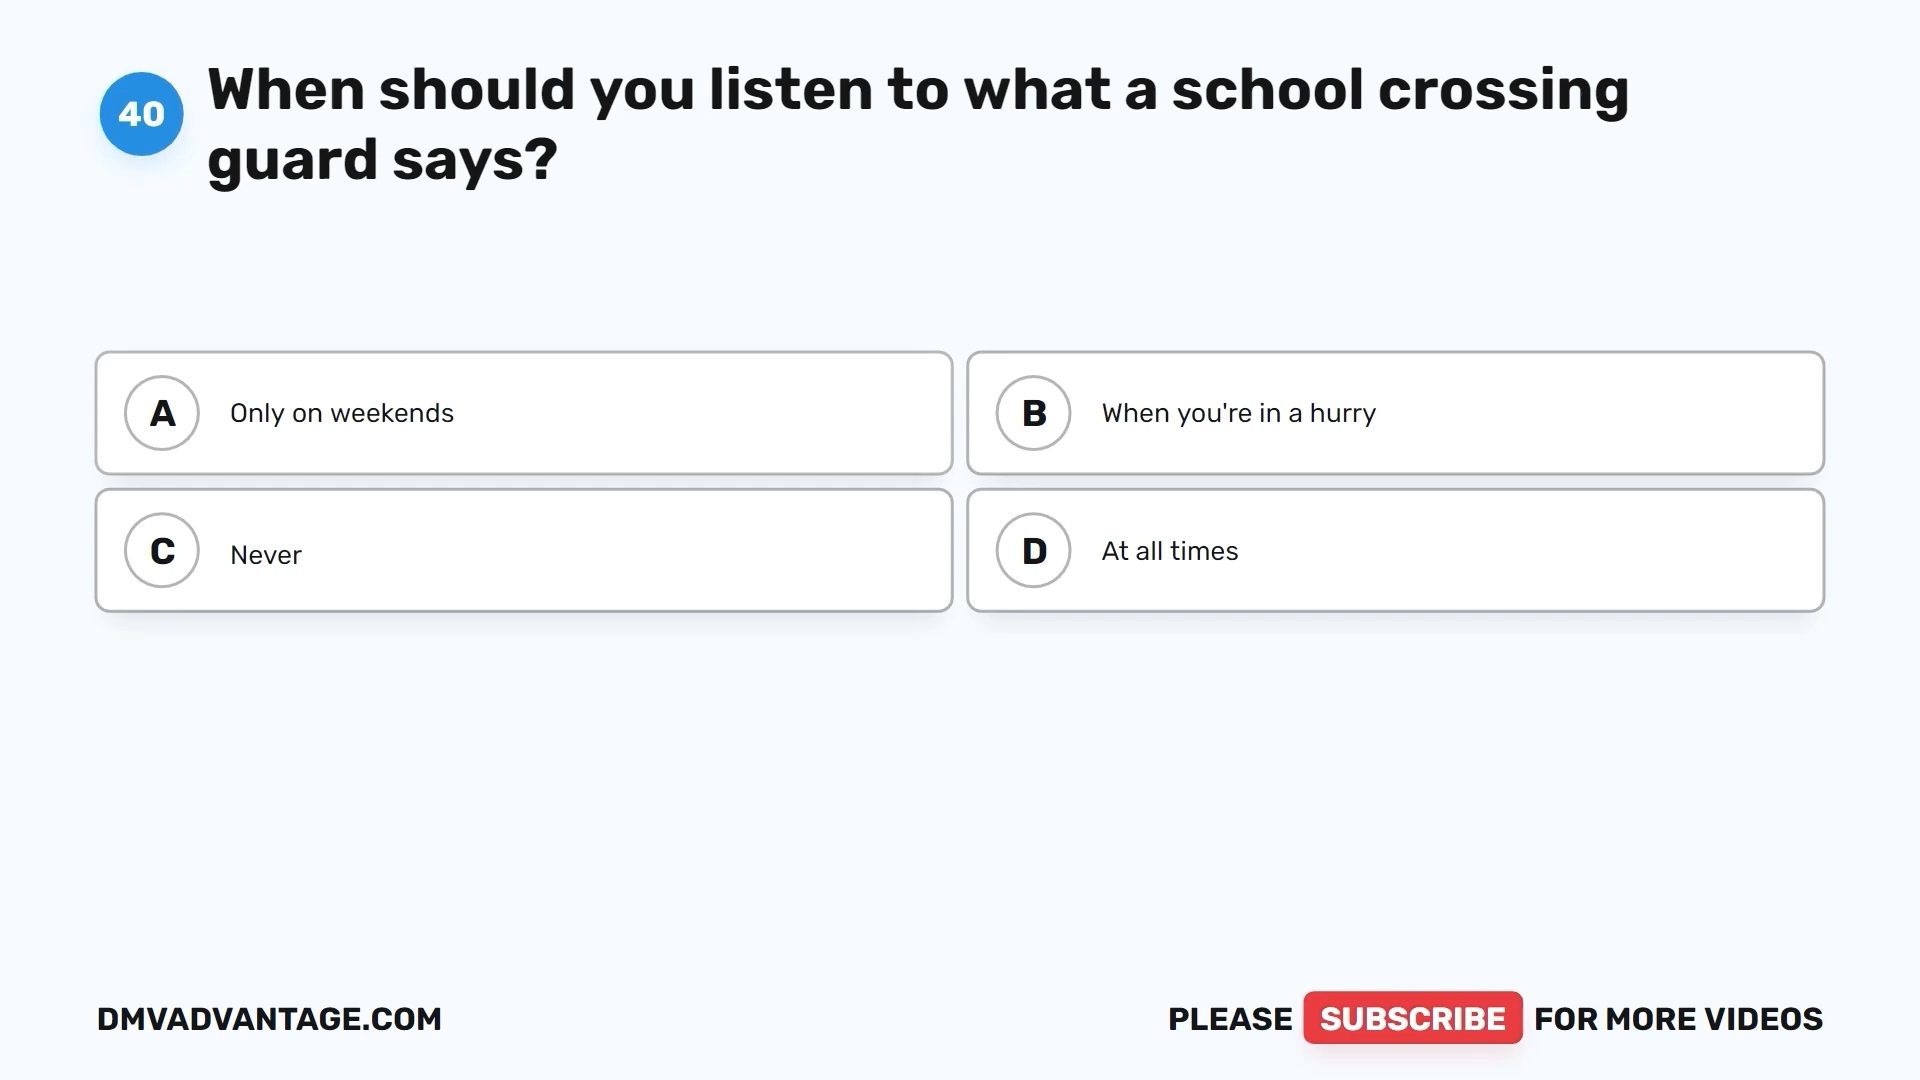 40
When should you listen to what a school crossing
guard says?
A Only on weekends
B When you're in a hurry
C Never
D At all times
DMVADVANTAGE.COM
PLEASE SUBSCRIBE FOR MORE VIDEOS